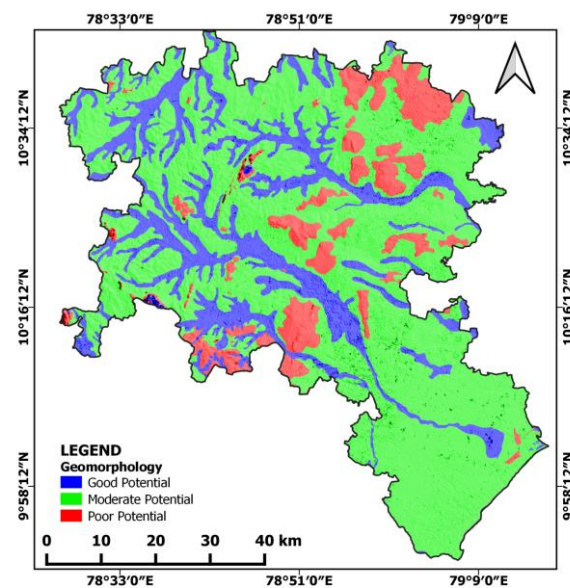 78°33'0"E 78°51'0"E 79°9'0"E
10°34'12"N 10°34'12"N
10°16'12"N 10°16'12"N
9°58'12"N 9°58'12"N
LEGEND
Geomorphology
Good Potential
Moderate Potential
Poor Potential
0 10 20 30 40 km
78°33'0"E 78°51'0"E 79°9'0"E